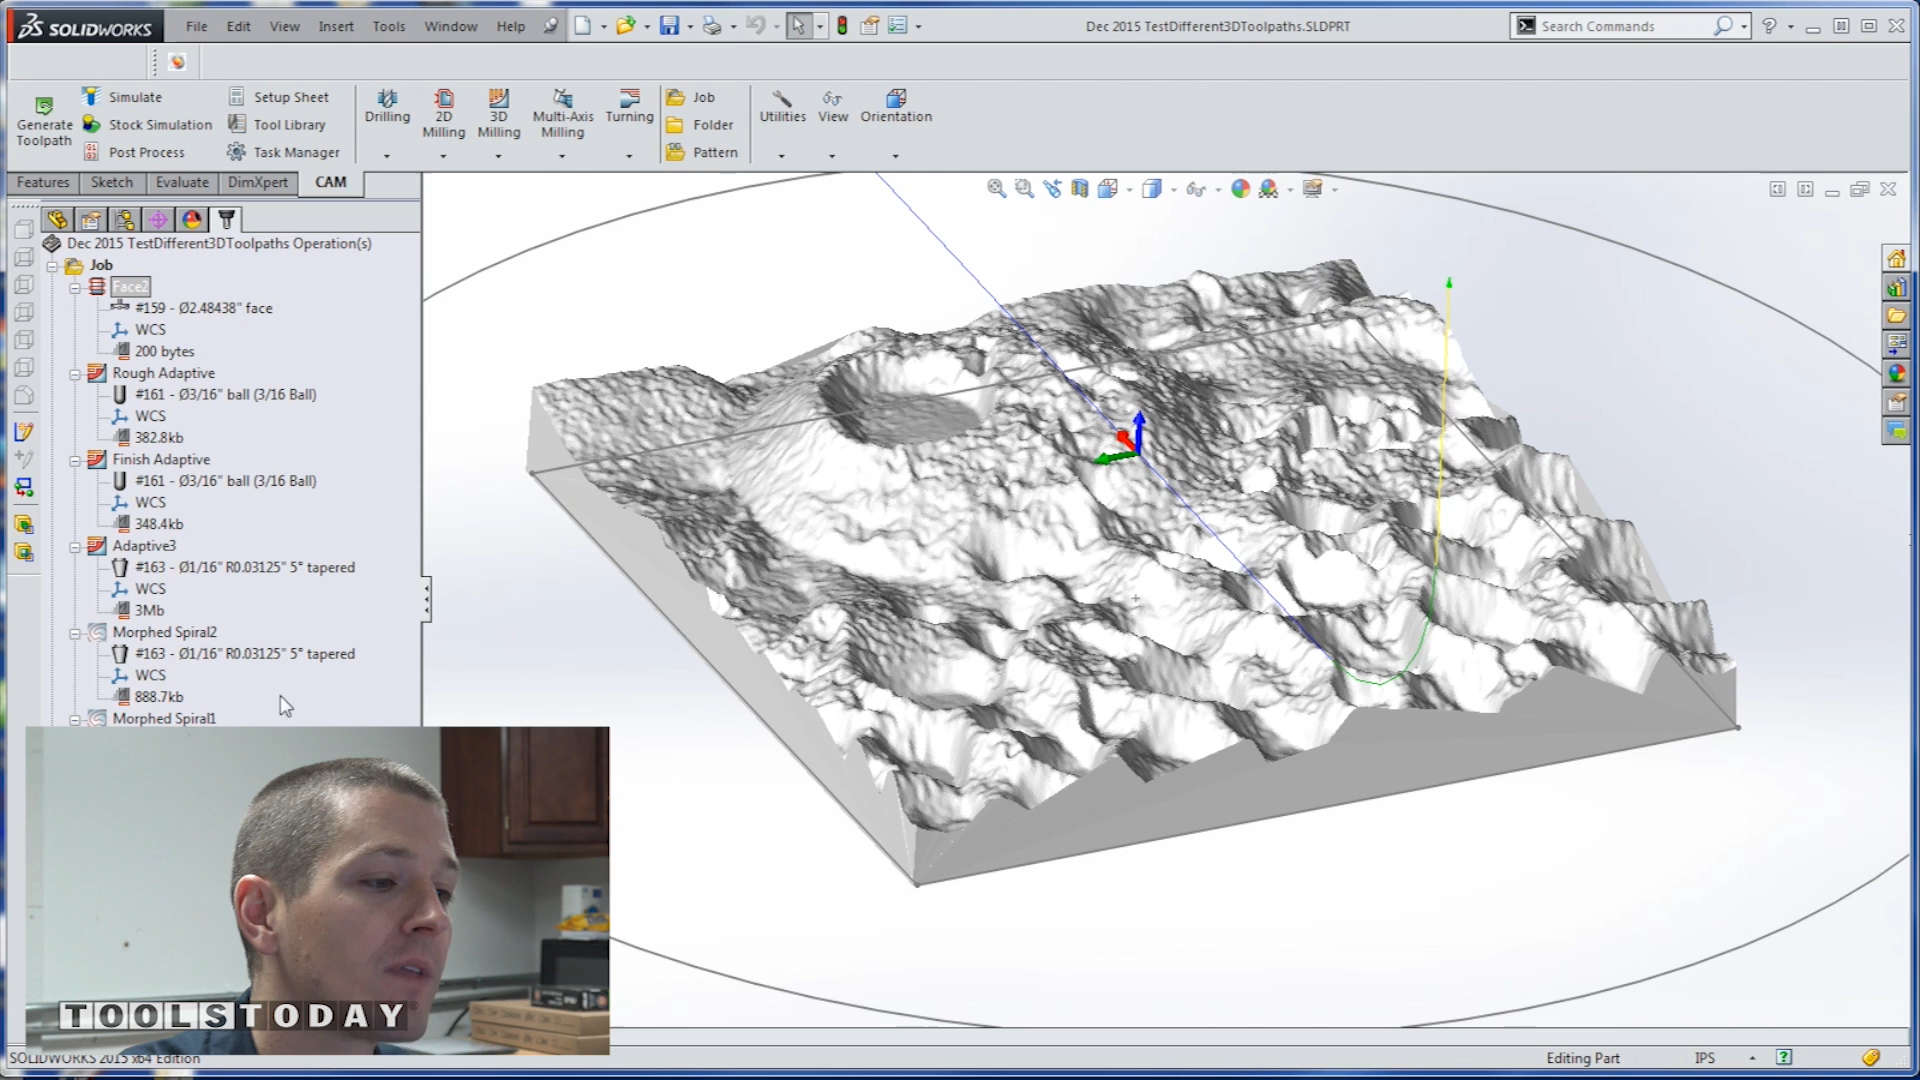 SOLIDWORKS File Edit View Insert Tools Window Help Dec 2015 TestDifferent3DToolpaths.SLDPRT Search Commands
Generate Toolpath
Simulate
Stock Simulation
Post Process
Setup Sheet
Tool Library
Task Manager
Drilling
2D Milling
3D Milling
Multi-Axis Milling
Turning
Job
Folder
Pattern
Utilities
View
Orientation
Features Sketch Evaluate DimXpert CAM
Dec 2015 TestDifferent3DToolpaths Operation(s)
Job
Face2
#159 - Ø2.48438" face
WCS
200 bytes
Rough Adaptive
#161 - Ø3/16" ball (3/16 Ball)
WCS
382.8kb
Finish Adaptive
#161 - Ø3/16" ball (3/16 Ball)
WCS
348.4kb
Adaptive3
#163 - Ø1/16" R0.03125" 5° tapered
WCS
3Mb
Morphed Spiral2
#163 - Ø1/16" R0.03125" 5° tapered
WCS
888.7kb
Morphed Spiral1
TOOLSTODAY
SOLIDWORKS 2015 x64 Edition
Editing Part IPS